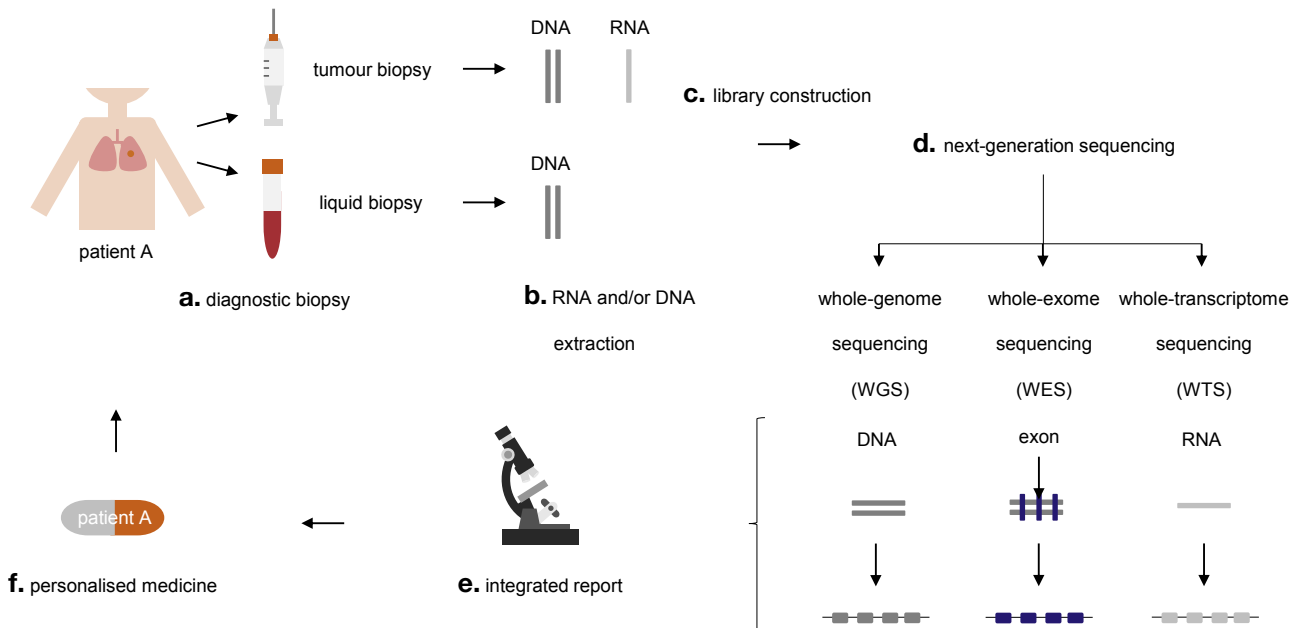 DNA
RNA
tumour biopsy
c. library construction
d. next-generation sequencing
DNA
liquid biopsy
patient A
a. diagnostic biopsy
b. RNA and/or DNA
extraction
whole-genome
sequencing
(WGS)
whole-exome
sequencing
(WES)
whole-transcriptome
sequencing
(WTS)
DNA
exon
RNA
patient A
f. personalised medicine
e. integrated report